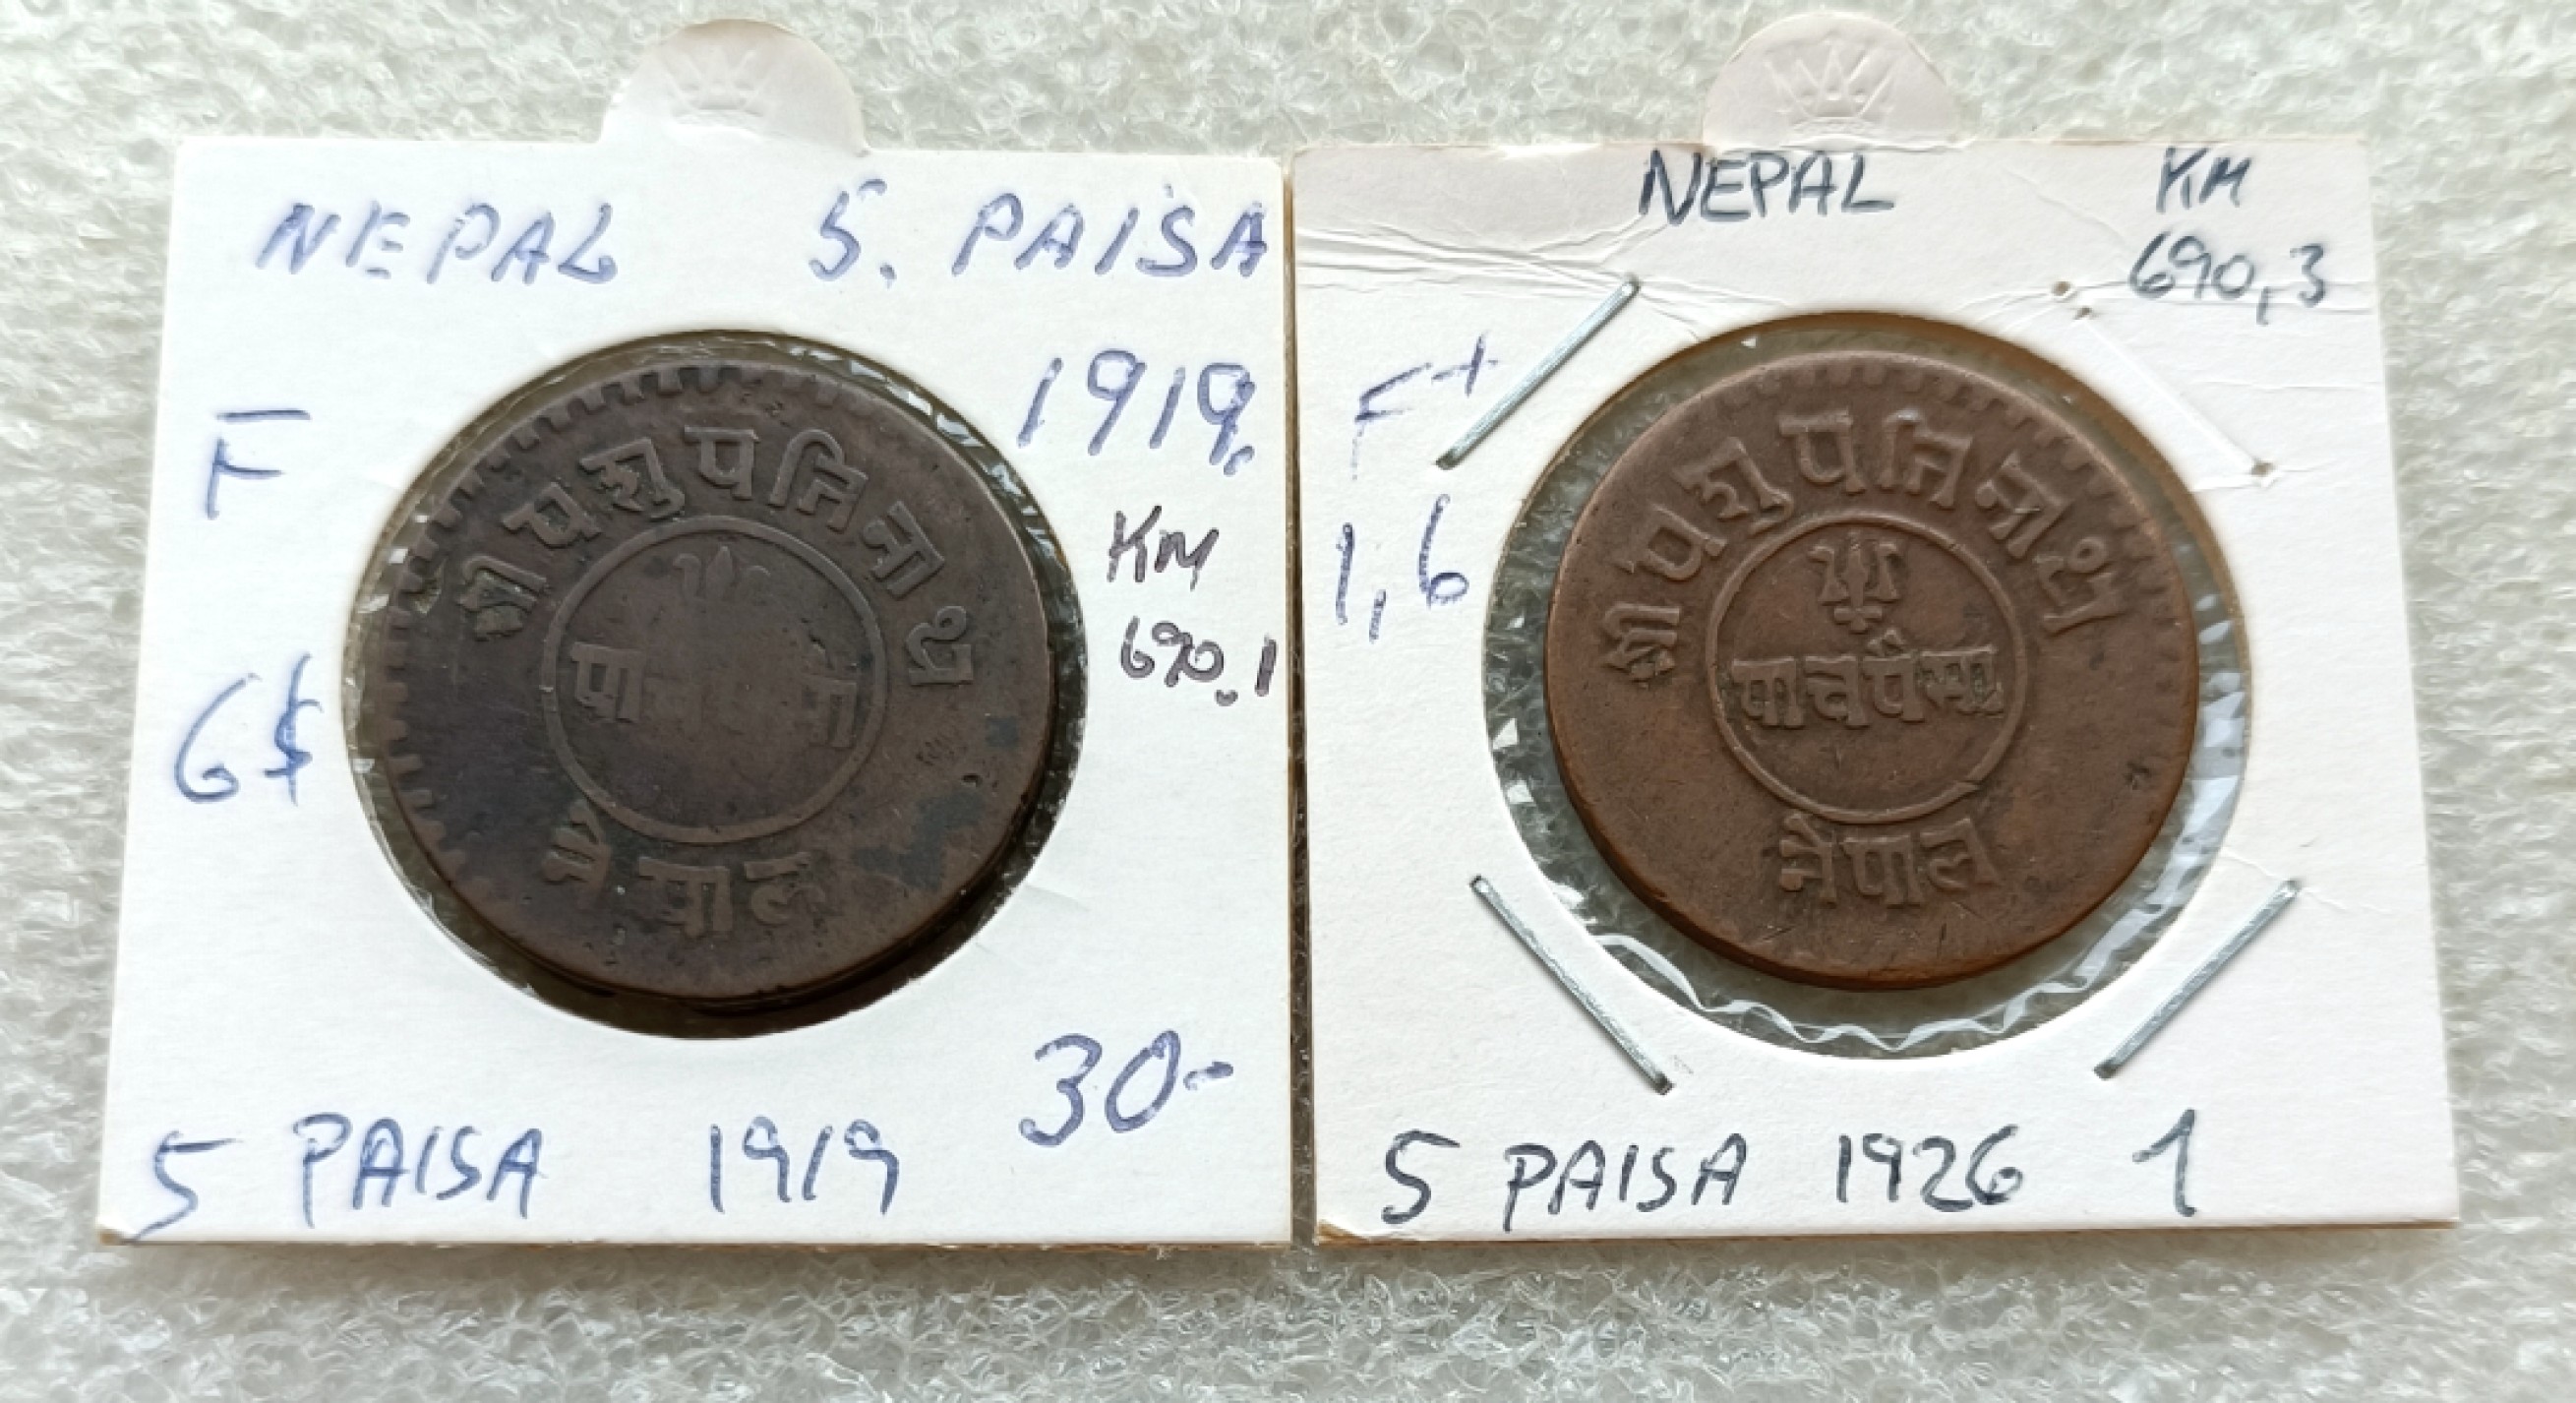 NEPAL 5. PAISA
1919.
F
KM
690.1
6$
श्री पशुपतिनाथ
नेपाल
30-
5 PAISA 1919
NEPAL
KM
690,3
F+
1,6
श्री पशुपतिनाथ
पाचपैसा
नेपाल
5 PAISA 1926 1